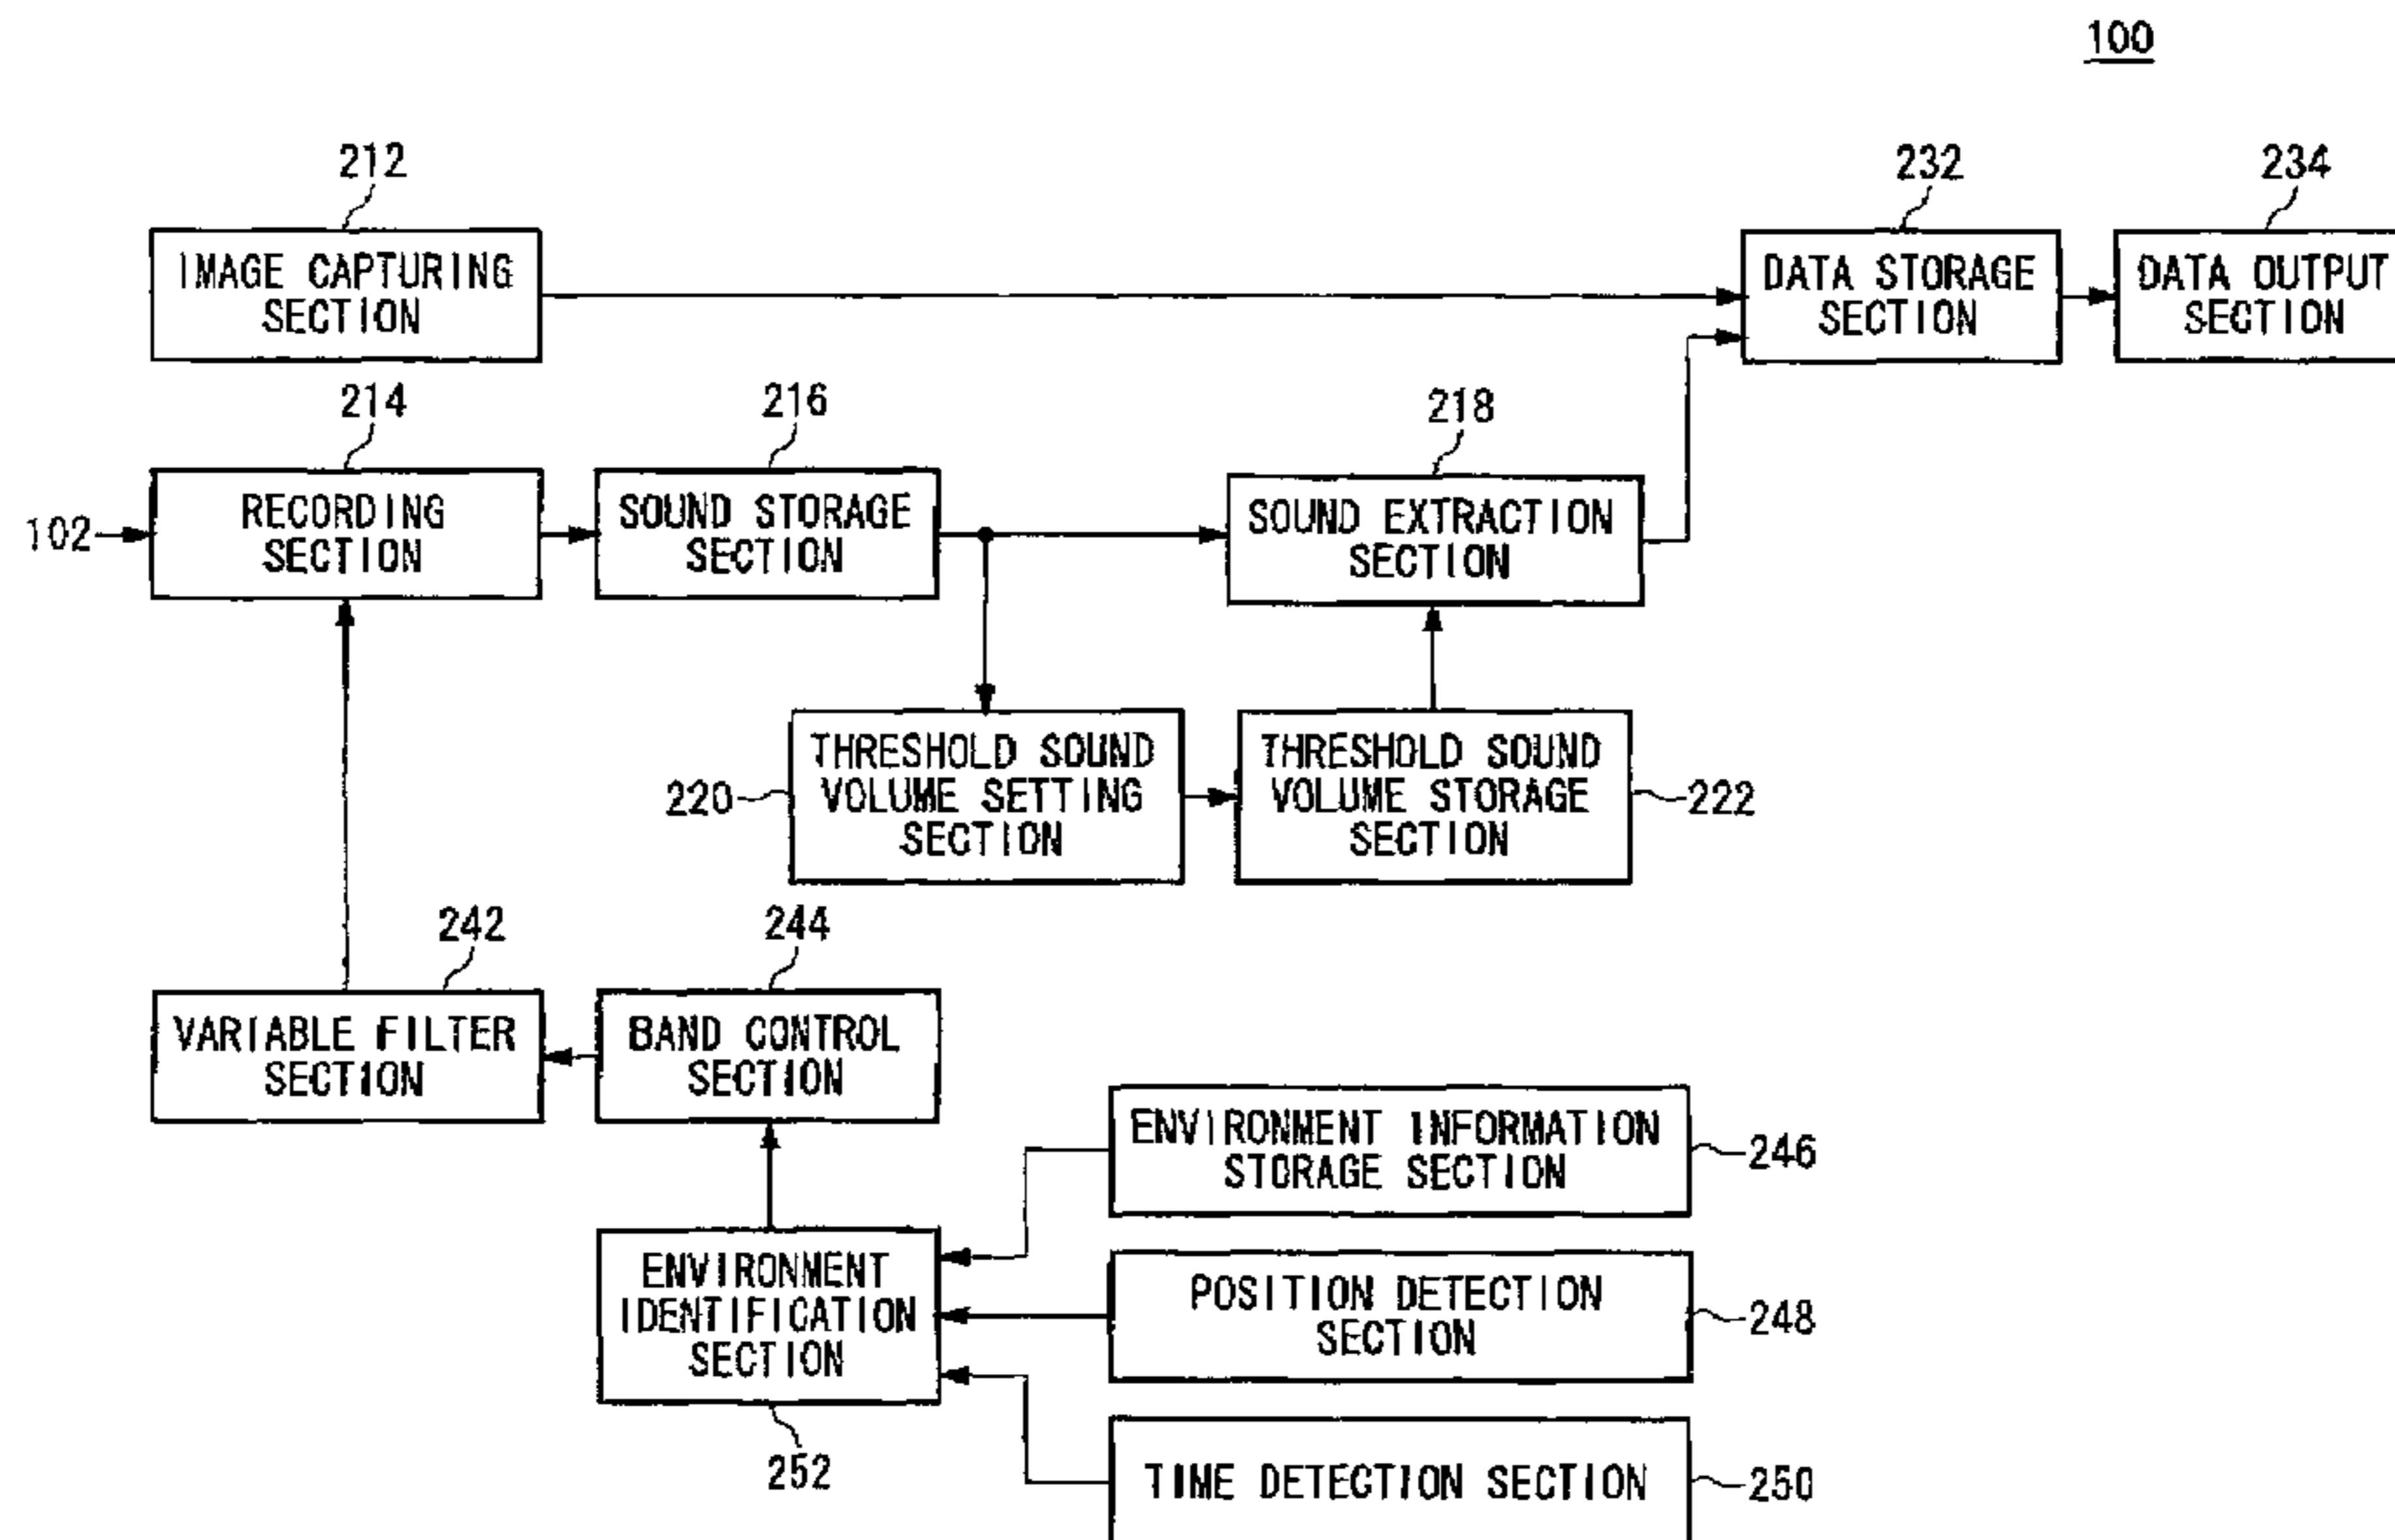 100
212
232
234
IMAGE CAPTURING
SECTION
DATA STORAGE
SECTION
DATA OUTPUT
SECTION
214
216
218
102
RECORDING
SECTION
SOUND STORAGE
SECTION
SOUND EXTRACTION
SECTION
220
THRESHOLD SOUND
VOLUME SETTING
SECTION
THRESHOLD SOUND
VOLUME STORAGE
SECTION
222
242
244
VARIABLE FILTER
SECTION
BAND CONTROL
SECTION
ENVIRONMENT INFORMATION
STORAGE SECTION
246
ENVIRONMENT
IDENTIFICATION
SECTION
252
POSITION DETECTION
SECTION
248
TIME DETECTION SECTION
250